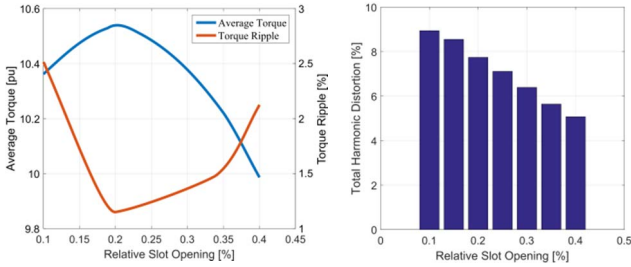 10.6
10.4
10.2
10
9.8
Average Torque [pu]
Average Torque
Torque Ripple
3
2.5
2
1.5
1
Torque Ripple [%]
0.1 0.15 0.2 0.25 0.3 0.35 0.4 0.45
Relative Slot Opening [%]
10
8
6
4
2
0
Total Harmonic Distortion [%]
0 0.1 0.2 0.3 0.4 0.5
Relative Slot Opening [%]